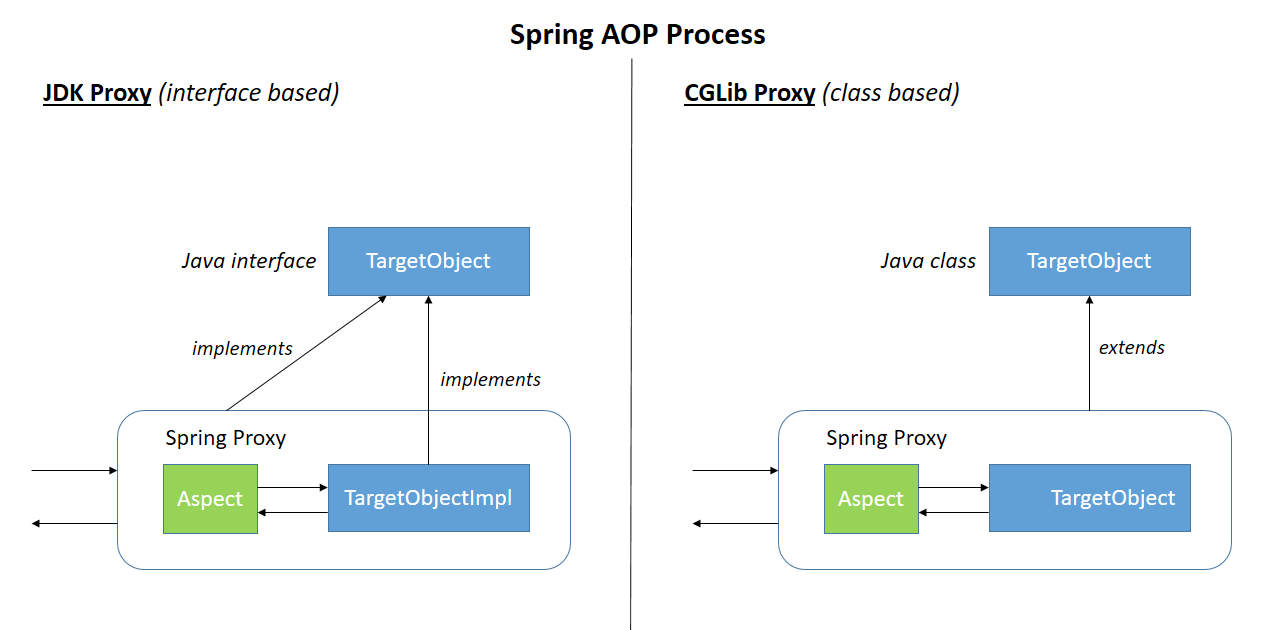 Spring AOP Process
JDK Proxy (interface based)
Java interface
TargetObject
implements
implements
Spring Proxy
Aspect
TargetObjectImpl
CGLib Proxy (class based)
Java class
TargetObject
extends
Spring Proxy
Aspect
TargetObject